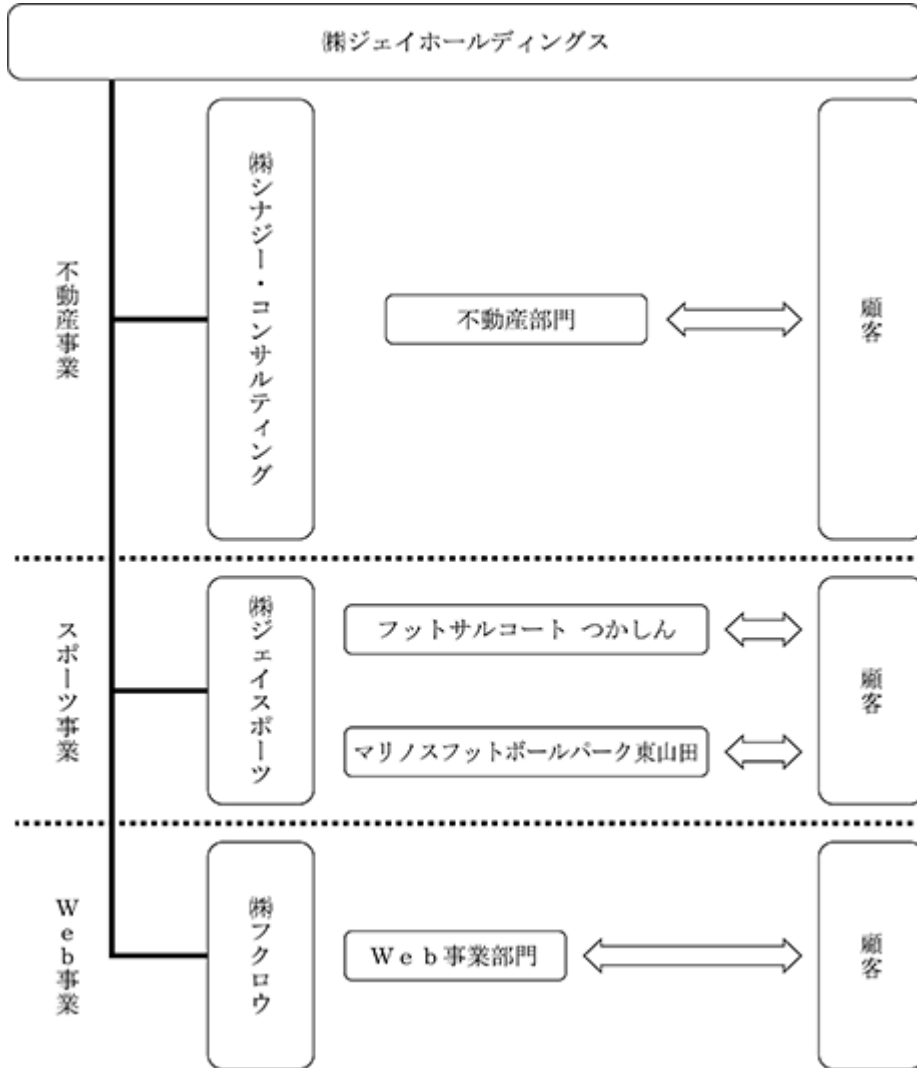 ㈱ジェイホールディングス
不動産事業
㈱シナジー・コンサルティング
不動産部門
顧客
スポーツ事業
㈱ジェイスポーツ
フットサルコート つかしん
マリノスフットボールパーク東山田
顧客
Web事業
㈱フクロウ
Web事業部門
顧客